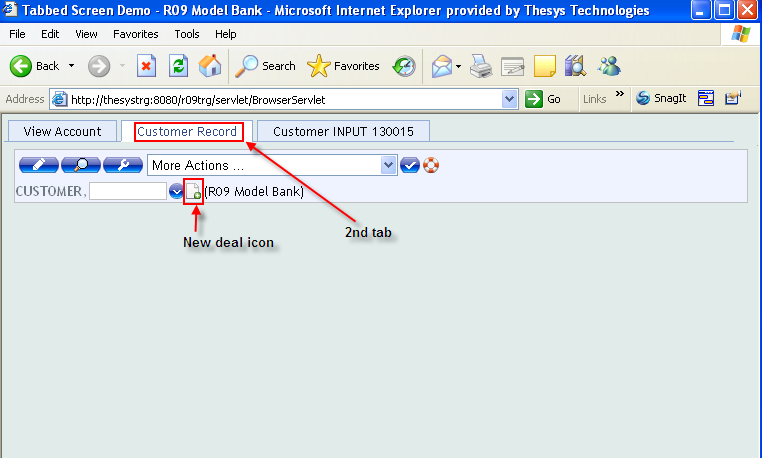 Tabbed Screen Demo - R09 Model Bank - Microsoft Internet Explorer provided by Thesys Technologies
File Edit View Favorites Tools Help
Back Search Favorites
Address http://thesystrg:8080/r09trg/servlet/BrowserServlet Go Links » SnagIt
View Account Customer Record Customer INPUT 130015
More Actions ...
CUSTOMER, (R09 Model Bank)
New deal icon
2nd tab